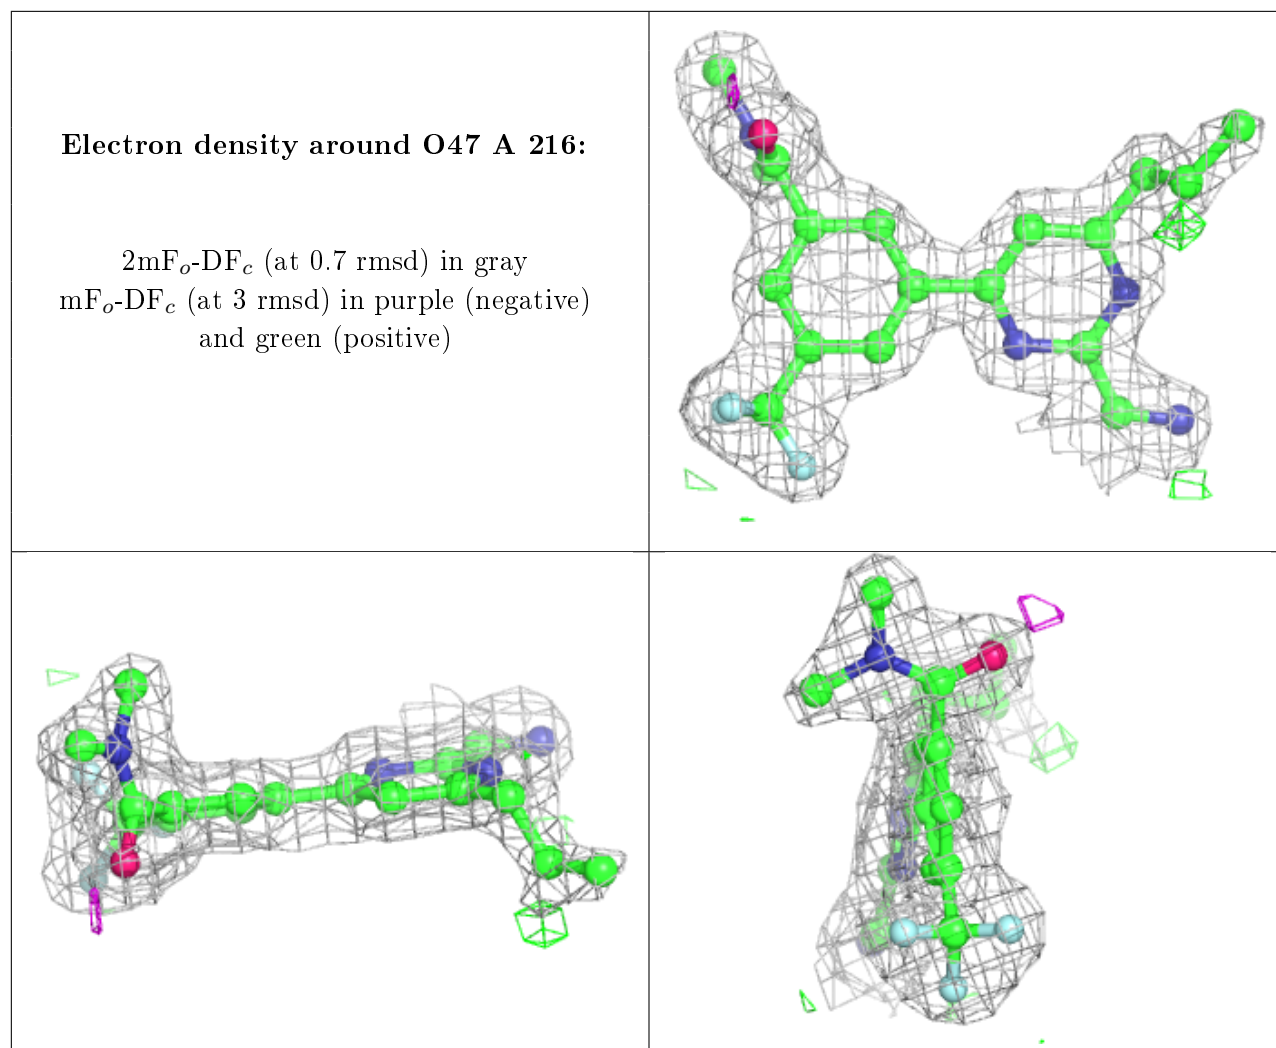 Electron density around O47 A 216:
2mFo-DFc (at 0.7 rmsd) in gray
mFo-DFc (at 3 rmsd) in purple (negative)
and green (positive)